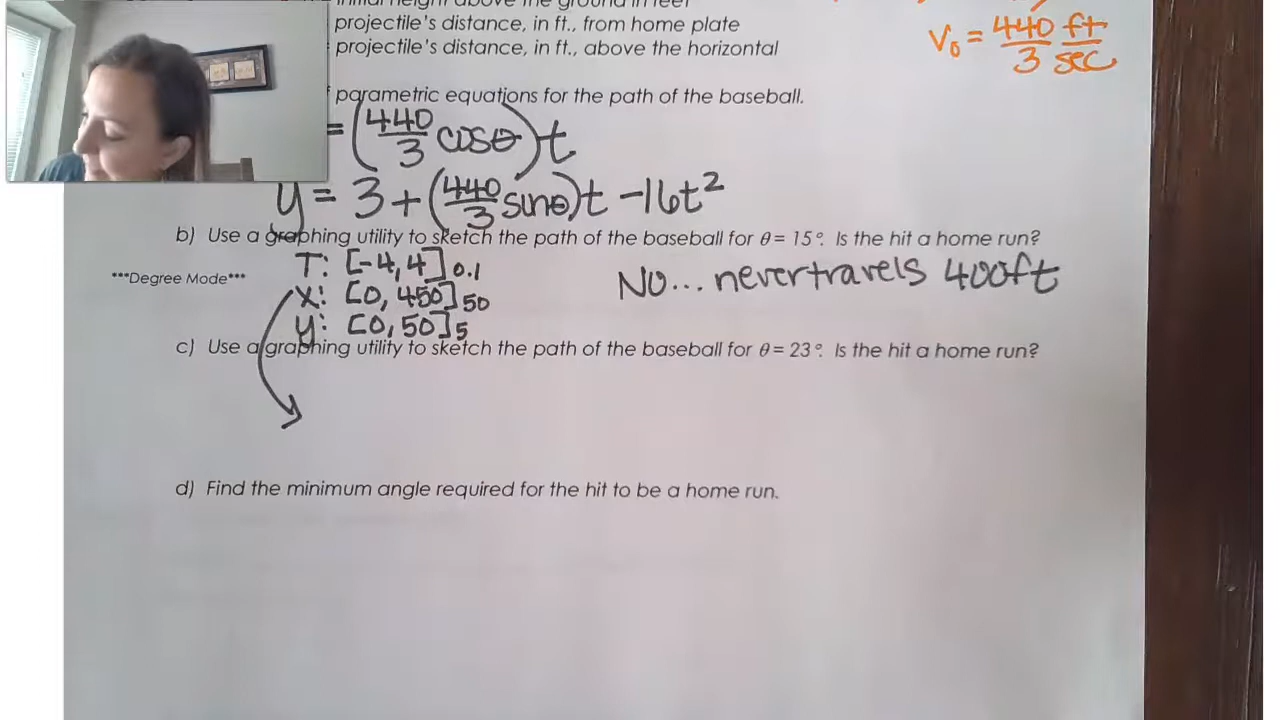 projectile's distance, in ft., from home plate
projectile's distance, in ft., above the horizontal
V₀ = 440/3 ft/sec
parametric equations for the path of the baseball.
= (440/3 cosθ)t
y = 3 + (440/3 sinθ)t - 16t²
b) Use a graphing utility to sketch the path of the baseball for θ = 15°. Is the hit a home run?
***Degree Mode***
T: [-4, 4] 0.1
X: [0, 450] 50
y: [0, 50] 5
No... never travels 400ft
c) Use a graphing utility to sketch the path of the baseball for θ = 23°. Is the hit a home run?
d) Find the minimum angle required for the hit to be a home run.